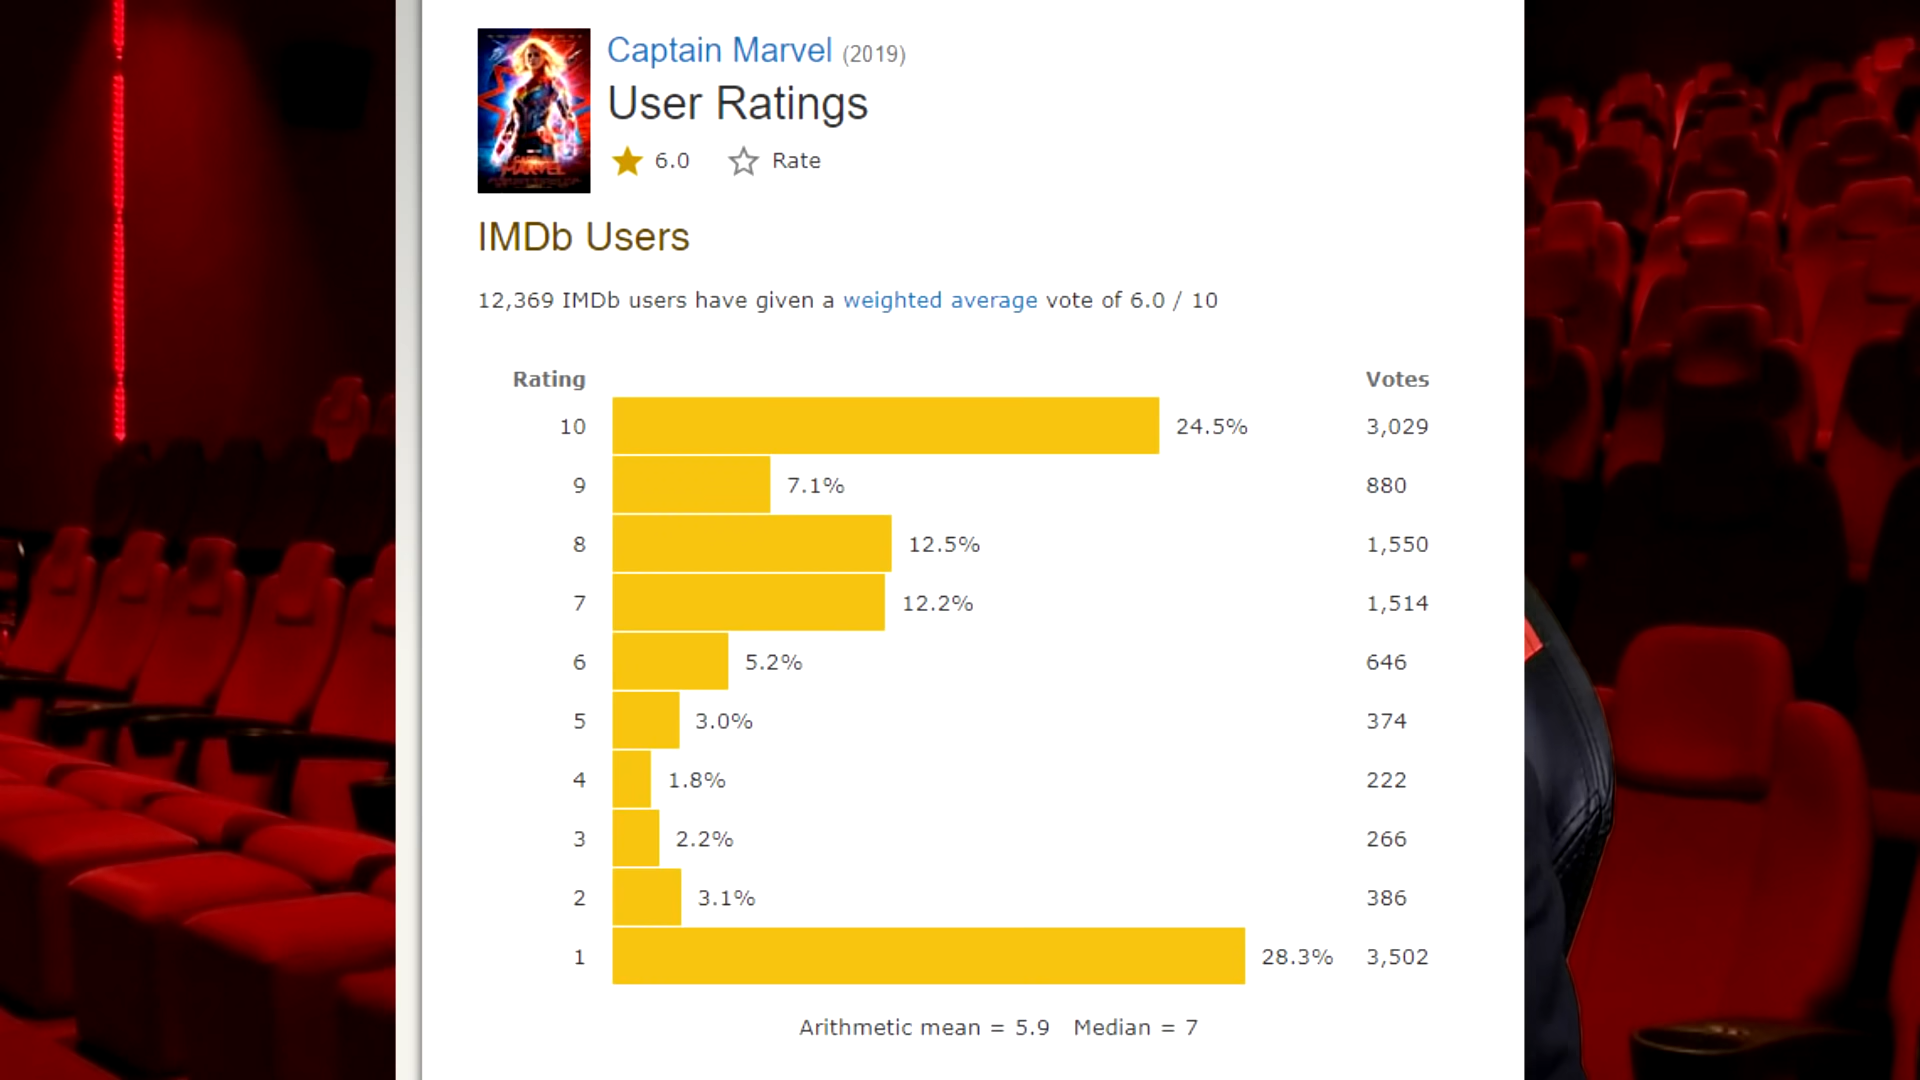 Captain Marvel (2019)
User Ratings
6.0 Rate
IMDb Users
12,369 IMDb users have given a weighted average vote of 6.0 / 10
Rating Votes
10 24.5% 3,029
9 7.1% 880
8 12.5% 1,550
7 12.2% 1,514
6 5.2% 646
5 3.0% 374
4 1.8% 222
3 2.2% 266
2 3.1% 386
1 28.3% 3,502
Arithmetic mean = 5.9 Median = 7